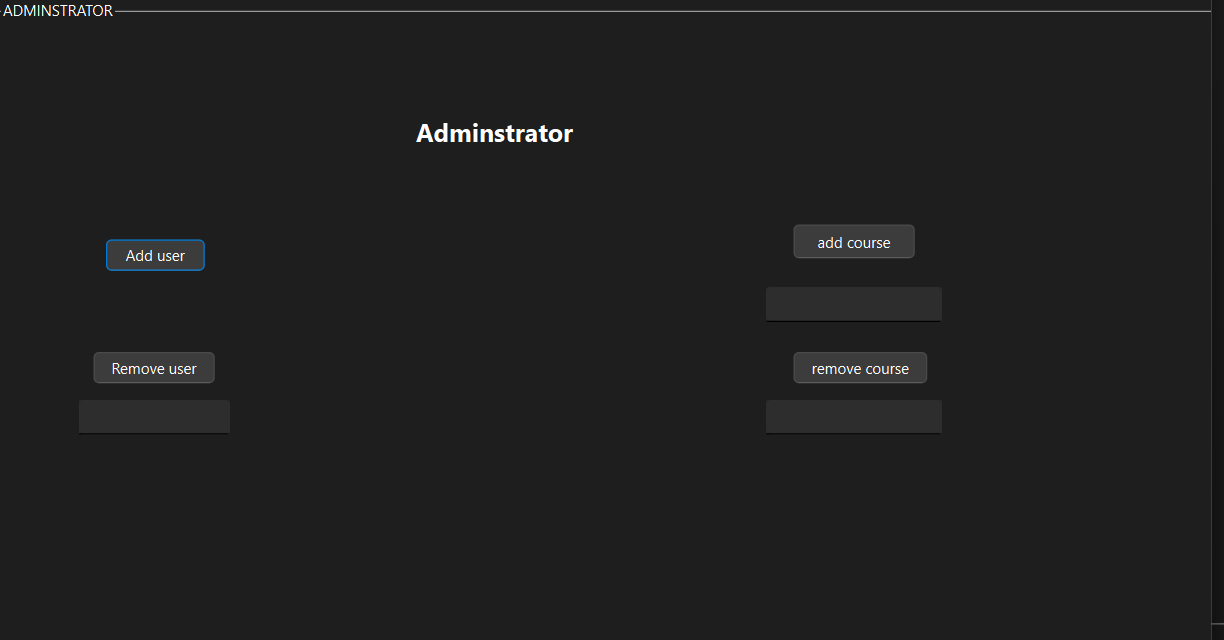 ADMINSTRATOR
Adminstrator
Add user
add course
Remove user
remove course